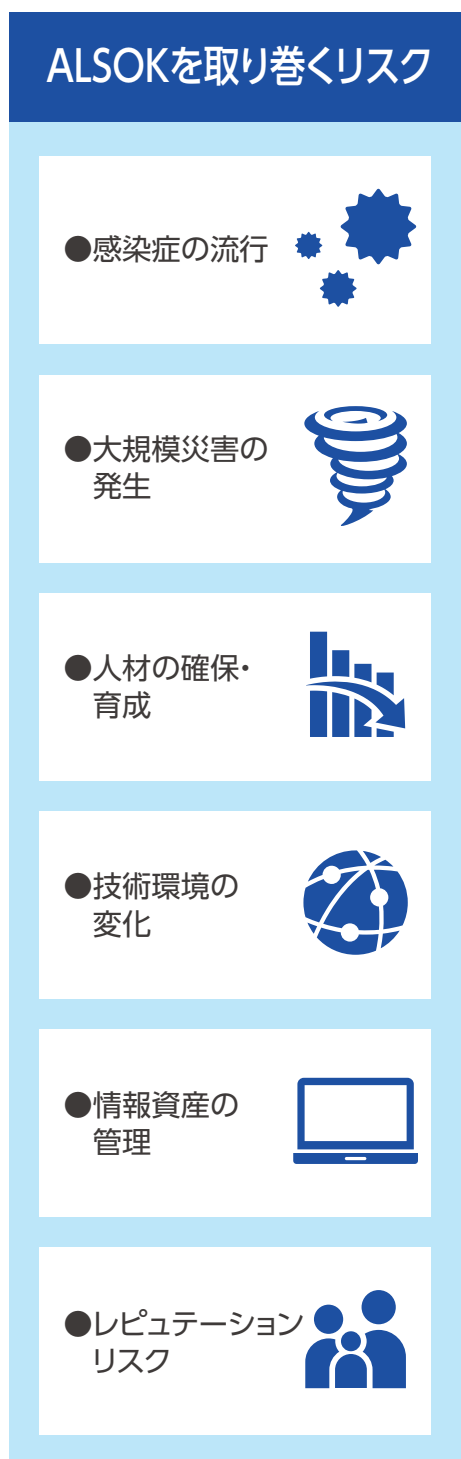 ALSOKを取り巻くリスク
●感染症の流行
●大規模災害の
発生
●人材の確保・
育成
●技術環境の
変化
●情報資産の
管理
●レピュテーション
リスク